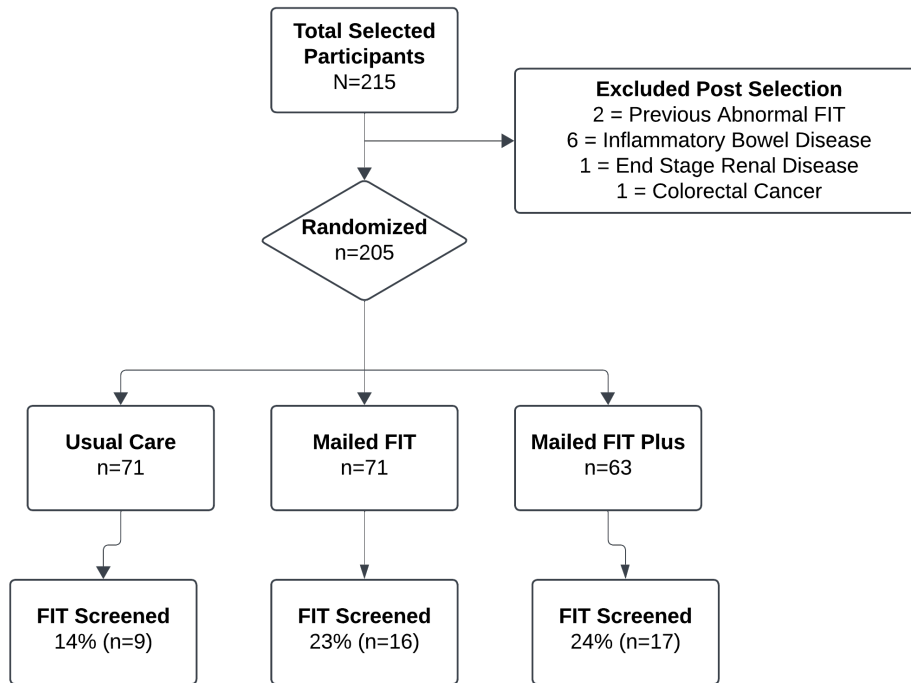 Total Selected
Participants
N=215
Excluded Post Selection
2 = Previous Abnormal FIT
6 = Inflammatory Bowel Disease
1 = End Stage Renal Disease
1 = Colorectal Cancer
Randomized
n=205
Usual Care
n=71
Mailed FIT
n=71
Mailed FIT Plus
n=63
FIT Screened
14% (n=9)
FIT Screened
23% (n=16)
FIT Screened
24% (n=17)